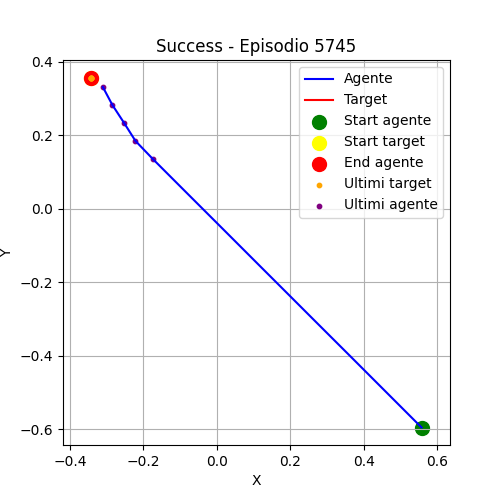 Success - Episodio 5745
Agente
Target
Start agente
Start target
End agente
Ultimi target
Ultimi agente
Y
0.4
0.2
0.0
−0.2
−0.4
−0.6
−0.4
−0.2
0.0
0.2
0.4
0.6
X